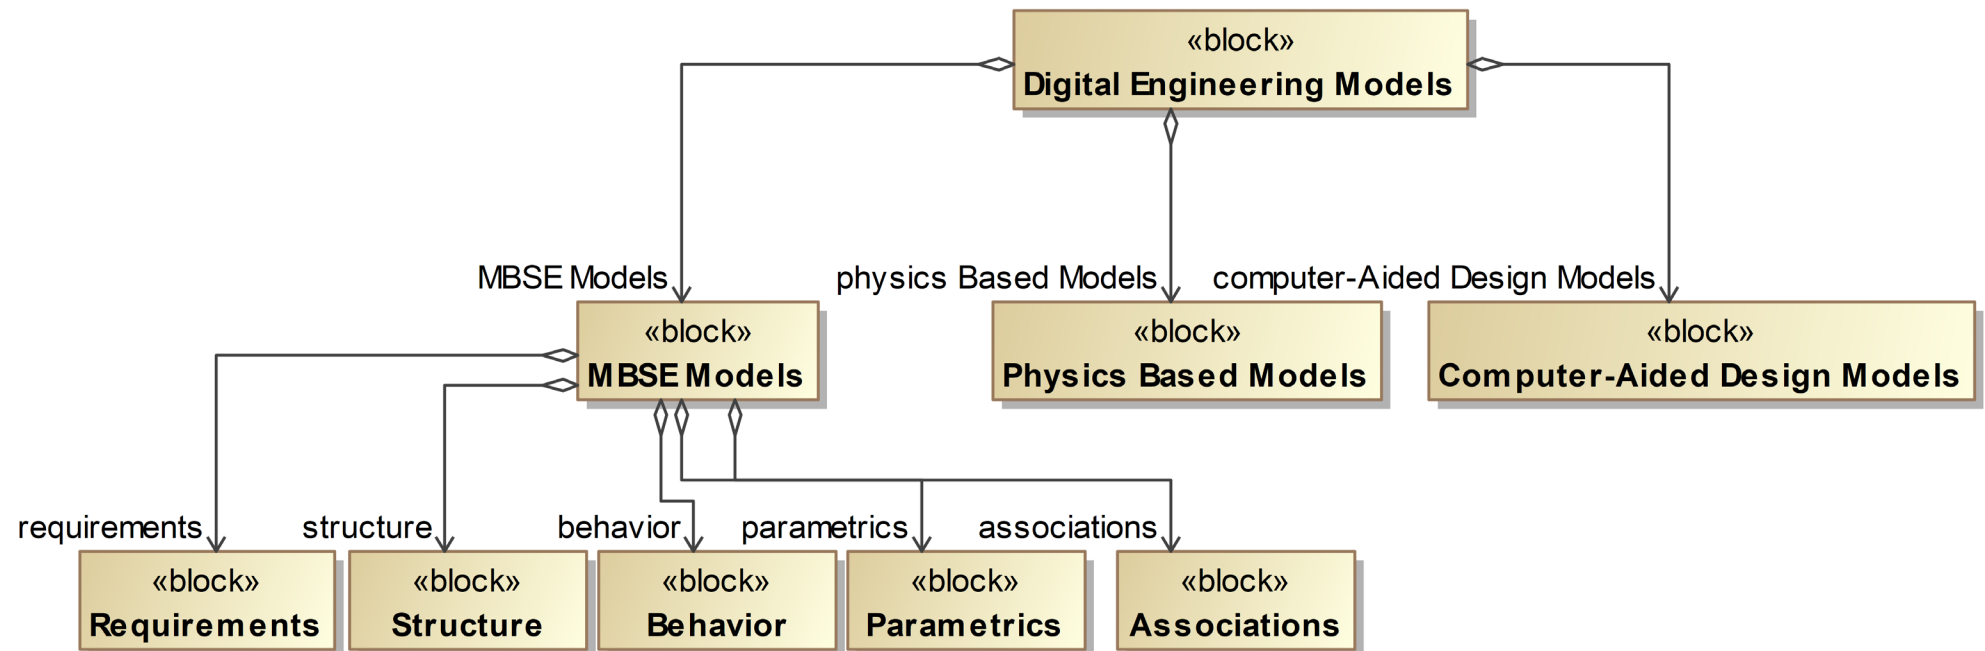 «block»
Digital Engineering Models
MBSE Models
physics Based Models
computer-Aided Design Models
«block»
MBSE Models
«block»
Physics Based Models
«block»
Computer-Aided Design Models
requirements
structure
behavior
parametrics
associations
«block»
Requirements
«block»
Structure
«block»
Behavior
«block»
Parametrics
«block»
Associations